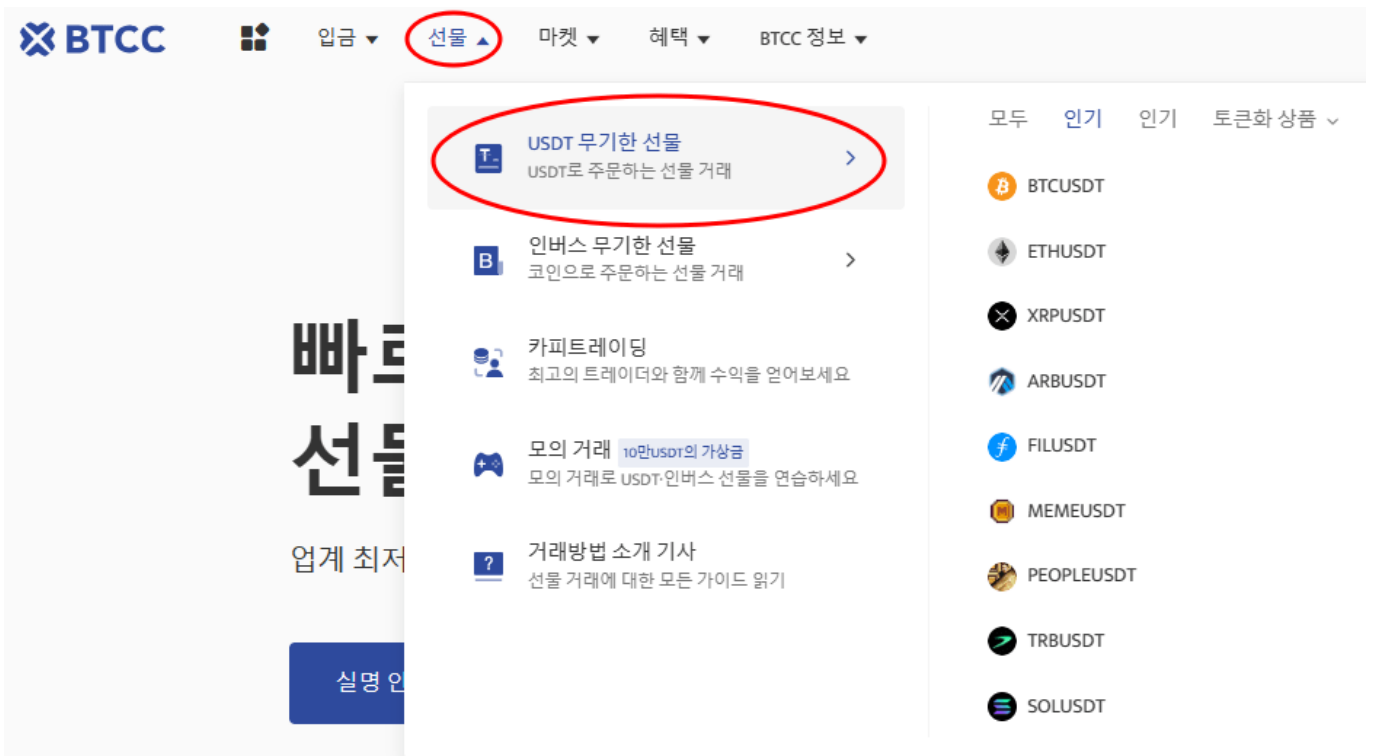 BTCC
입금 ▼
선물 ▲
마켓 ▼
혜택 ▼
BTCC 정보 ▼
USDT 무기한 선물
USDT로 주문하는 선물 거래
인버스 무기한 선물
코인으로 주문하는 선물 거래
카피트레이딩
최고의 트레이더와 함께 수익을 얻어보세요
모의 거래 10만USDT의 가상금
모의 거래로 USDT·인버스 선물을 연습하세요
거래방법 소개 기사
선물 거래에 대한 모든 가이드 읽기
모두 인기 인기 토큰화 상품
BTCUSDT
ETHUSDT
XRPUSDT
ARBUSDT
FILUSDT
MEMEUSDT
PEOPLEUSDT
TRBUSDT
SOLUSDT
업계 최저
실명